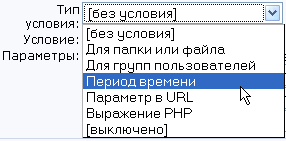 Тип условия: [без условия]
Условие: [без условия]
Для папки или файла
Параметры: Для групп пользователей
Период времени
Параметр в URL
Выражение PHP
[выключено]